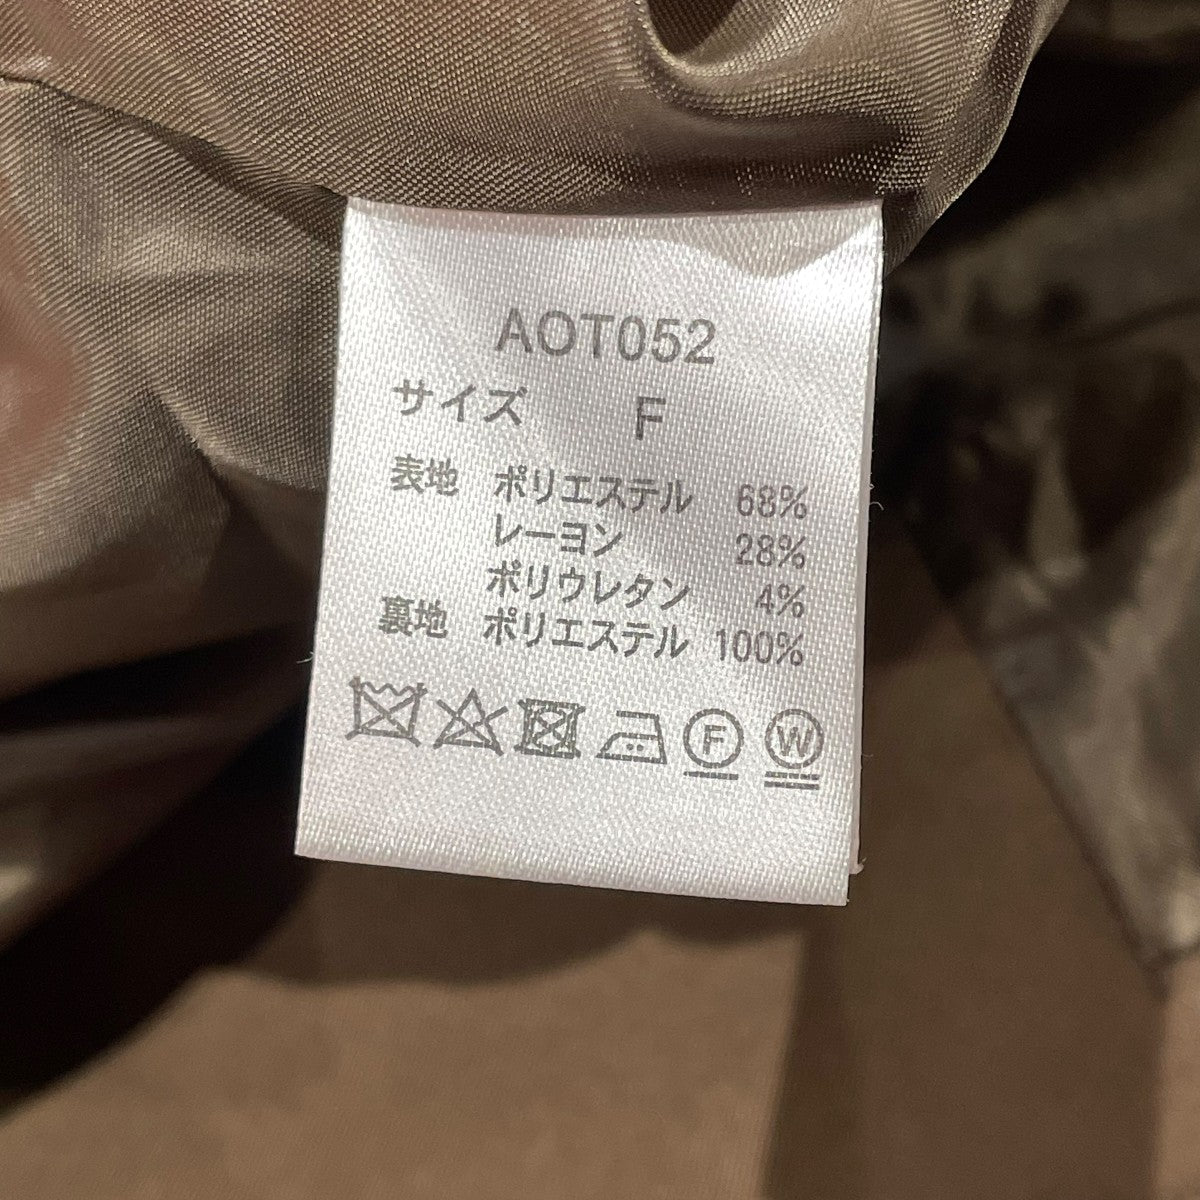 AOT052
サイズ F
表地 ポリエステル 68%
レーヨン 28%
ポリウレタン 4%
裏地 ポリエステル 100%
F W